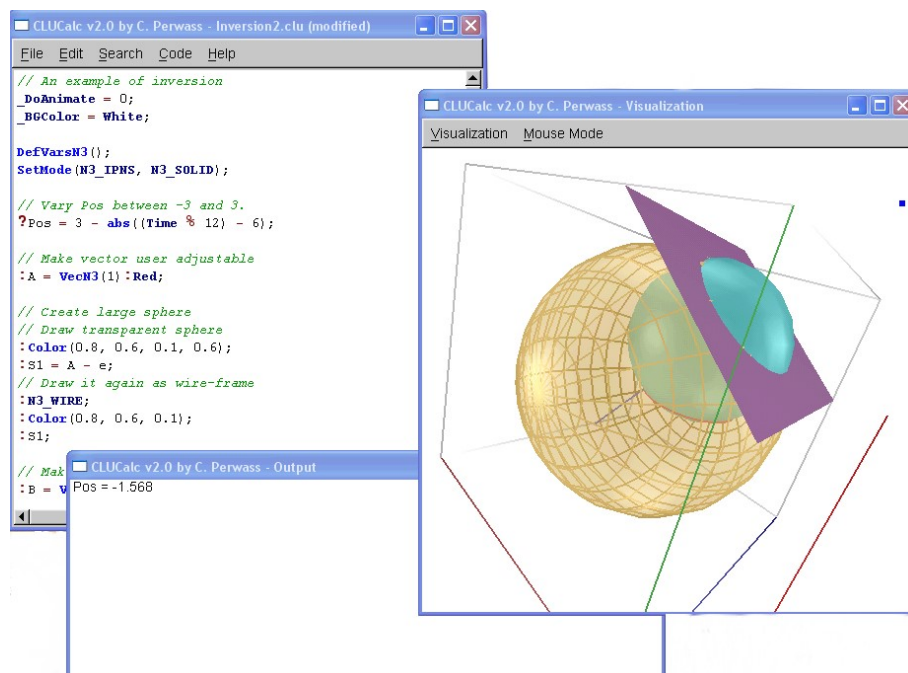 CLUCalc v2.0 by C. Perwass - Inversion2.clu (modified)
File Edit Search Code Help
// An example of inversion
_DoAnimate = 0;
_BGColor = White;
DefVarsN3();
SetMode(N3_IPNS, N3_SOLID);
// Vary Pos between -3 and 3.
?Pos = 3 - abs((Time % 12) - 6);
// Make vector user adjustable
:A = VecN3(1):Red;
// Create large sphere
// Draw transparent sphere
:Color(0.8, 0.6, 0.1, 0.6);
:S1 = A - e;
// Draw it again as wire-frame
:N3_WIRE;
:Color(0.8, 0.6, 0.1);
:S1;
// Mak
:B = V
CLUCalc v2.0 by C. Perwass - Output
Pos = -1.568
CLUCalc v2.0 by C. Perwass - Visualization
Visualization Mouse Mode